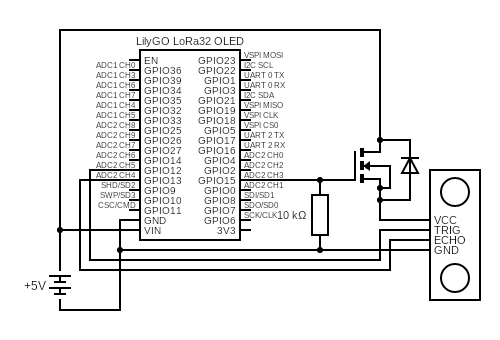 LilyGO LoRa32 OLED
VSPI MOSI
EN GPIO23
ADC1 CH0 I2C SCL
GPIO36 GPIO22
ADC1 CH3 UART 0 TX
GPIO39 GPIO1
ADC1 CH6 UART 0 RX
GPIO34 GPIO3
ADC1 CH7 I2C SDA
GPIO35 GPIO21
ADC1 CH4 VSPI MISO
GPIO32 GPIO19
ADC1 CH5 VSPI CLK
GPIO33 GPIO18
ADC2 CH8 VSPI CS0
GPIO25 GPIO5
ADC2 CH9 UART 2 TX
GPIO26 GPIO17
ADC2 CH7 UART 2 RX
GPIO27 GPIO16
ADC2 CH6 ADC2 CH0
GPIO14 GPIO4
ADC2 CH5 ADC2 CH2
GPIO12 GPIO2
ADC2 CH4 ADC2 CH3
GPIO13 GPIO15
SHD/SD2 ADC2 CH1
GPIO9 GPIO0
SWP/SD3 SDI/SD1
GPIO10 GPIO8
CSC/CMD SDO/SD0
GPIO11 GPIO7
SCK/CLK 10 kΩ
GND GPIO6
VIN 3V3
VCC
TRIG
ECHO
GND
+5V